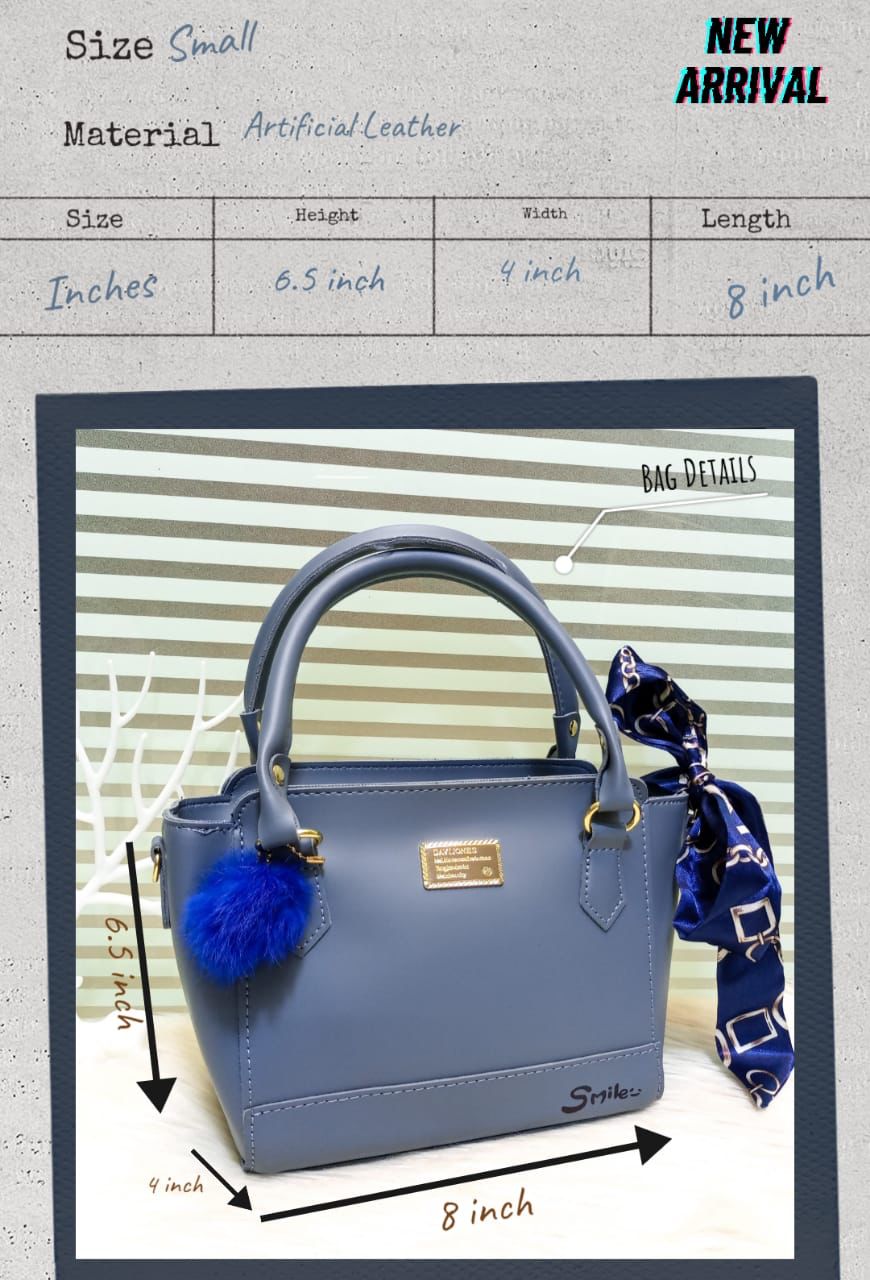 Size Small
NEW
ARRIVAL
Material Artificial Leather
Size Height Width Length
Inches 6.5 inch 4 inch 8 inch
BAG DETAILS
DAVIJONES
6.5 inch
Smile
4 inch
8 inch